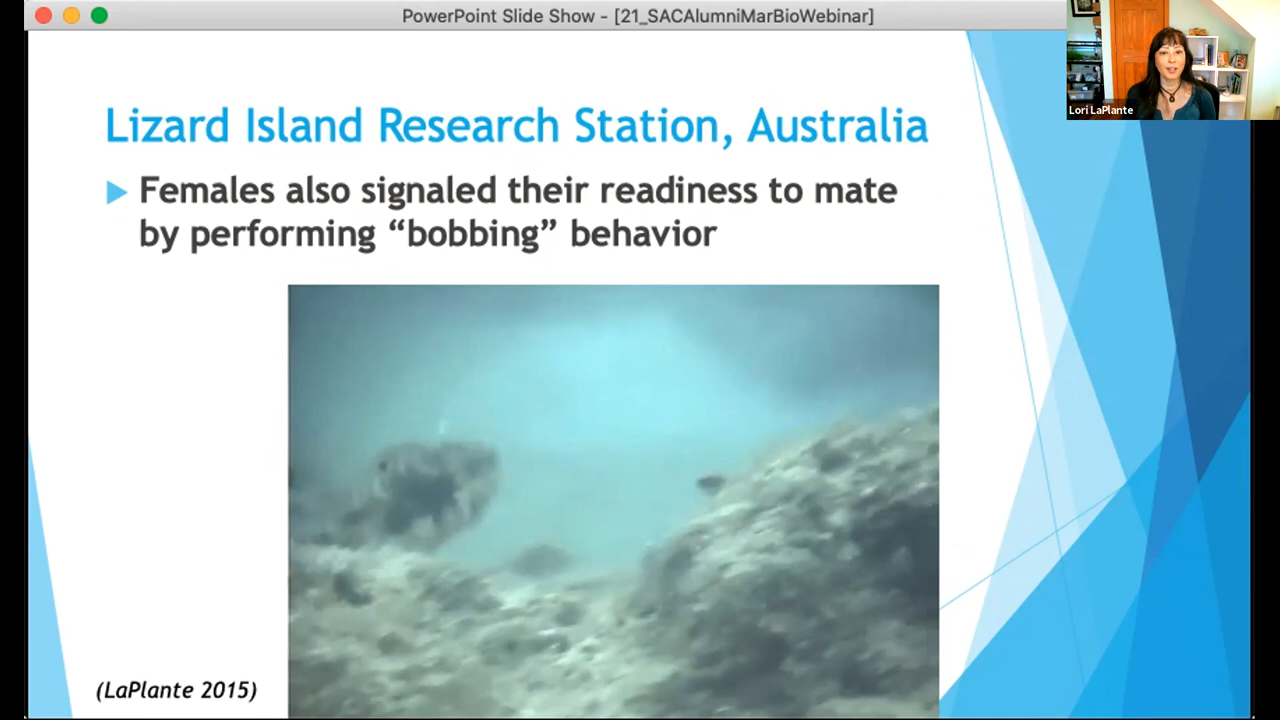 PowerPoint Slide Show - [21_SACAlumniMarBioWebinar]
Lori LaPlante
Lizard Island Research Station, Australia
Females also signaled their readiness to mate
by performing “bobbing” behavior
(LaPlante 2015)